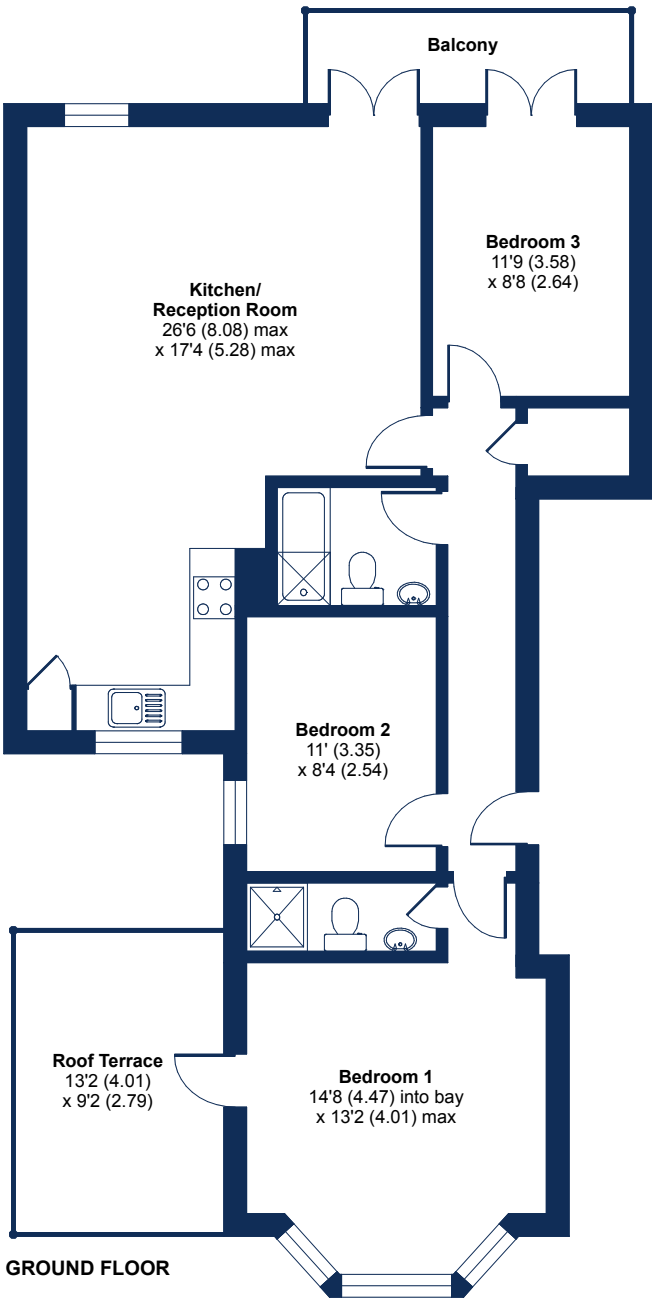 Balcony
Bedroom 3
11'9 (3.58)
x 8'8 (2.64)
Kitchen/
Reception Room
26'6 (8.08) max
x 17'4 (5.28) max
Bedroom 2
11' (3.35)
x 8'4 (2.54)
Roof Terrace
13'2 (4.01)
x 9'2 (2.79)
Bedroom 1
14'8 (4.47) into bay
x 13'2 (4.01) max
GROUND FLOOR